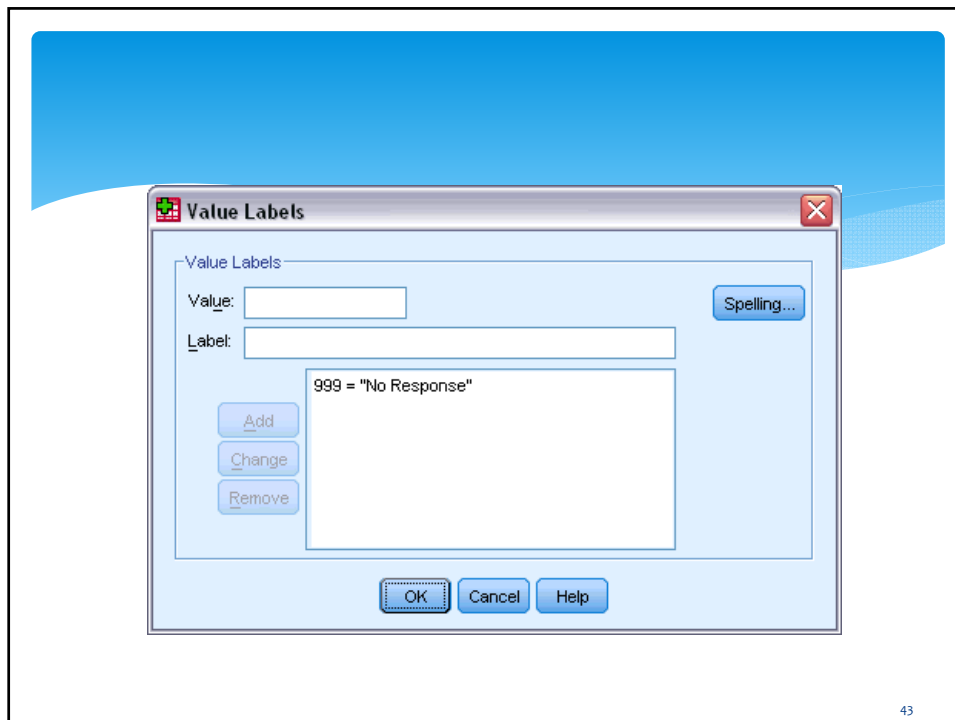 Value Labels
Value Labels
Value:
Spelling...
Label:
999 = "No Response"
Add
Change
Remove
OK Cancel Help
43